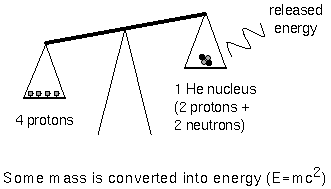 released
energy
4 protons
1 He nucleus
(2 protons +
2 neutrons)
Some mass is converted into energy (E=mc²)